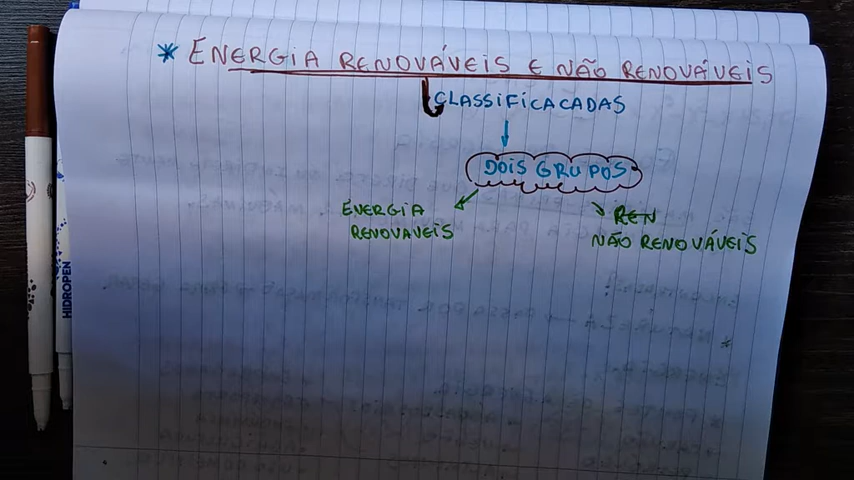 * ENERGIA RENOVÁVEIS E NÃO RENOVÁVEIS
CLASSIFICACADAS
DOIS GRUPOS
ENERGIA
RENOVAVEIS
REN
NÃO RENOVÁVEIS
HIDROPEN